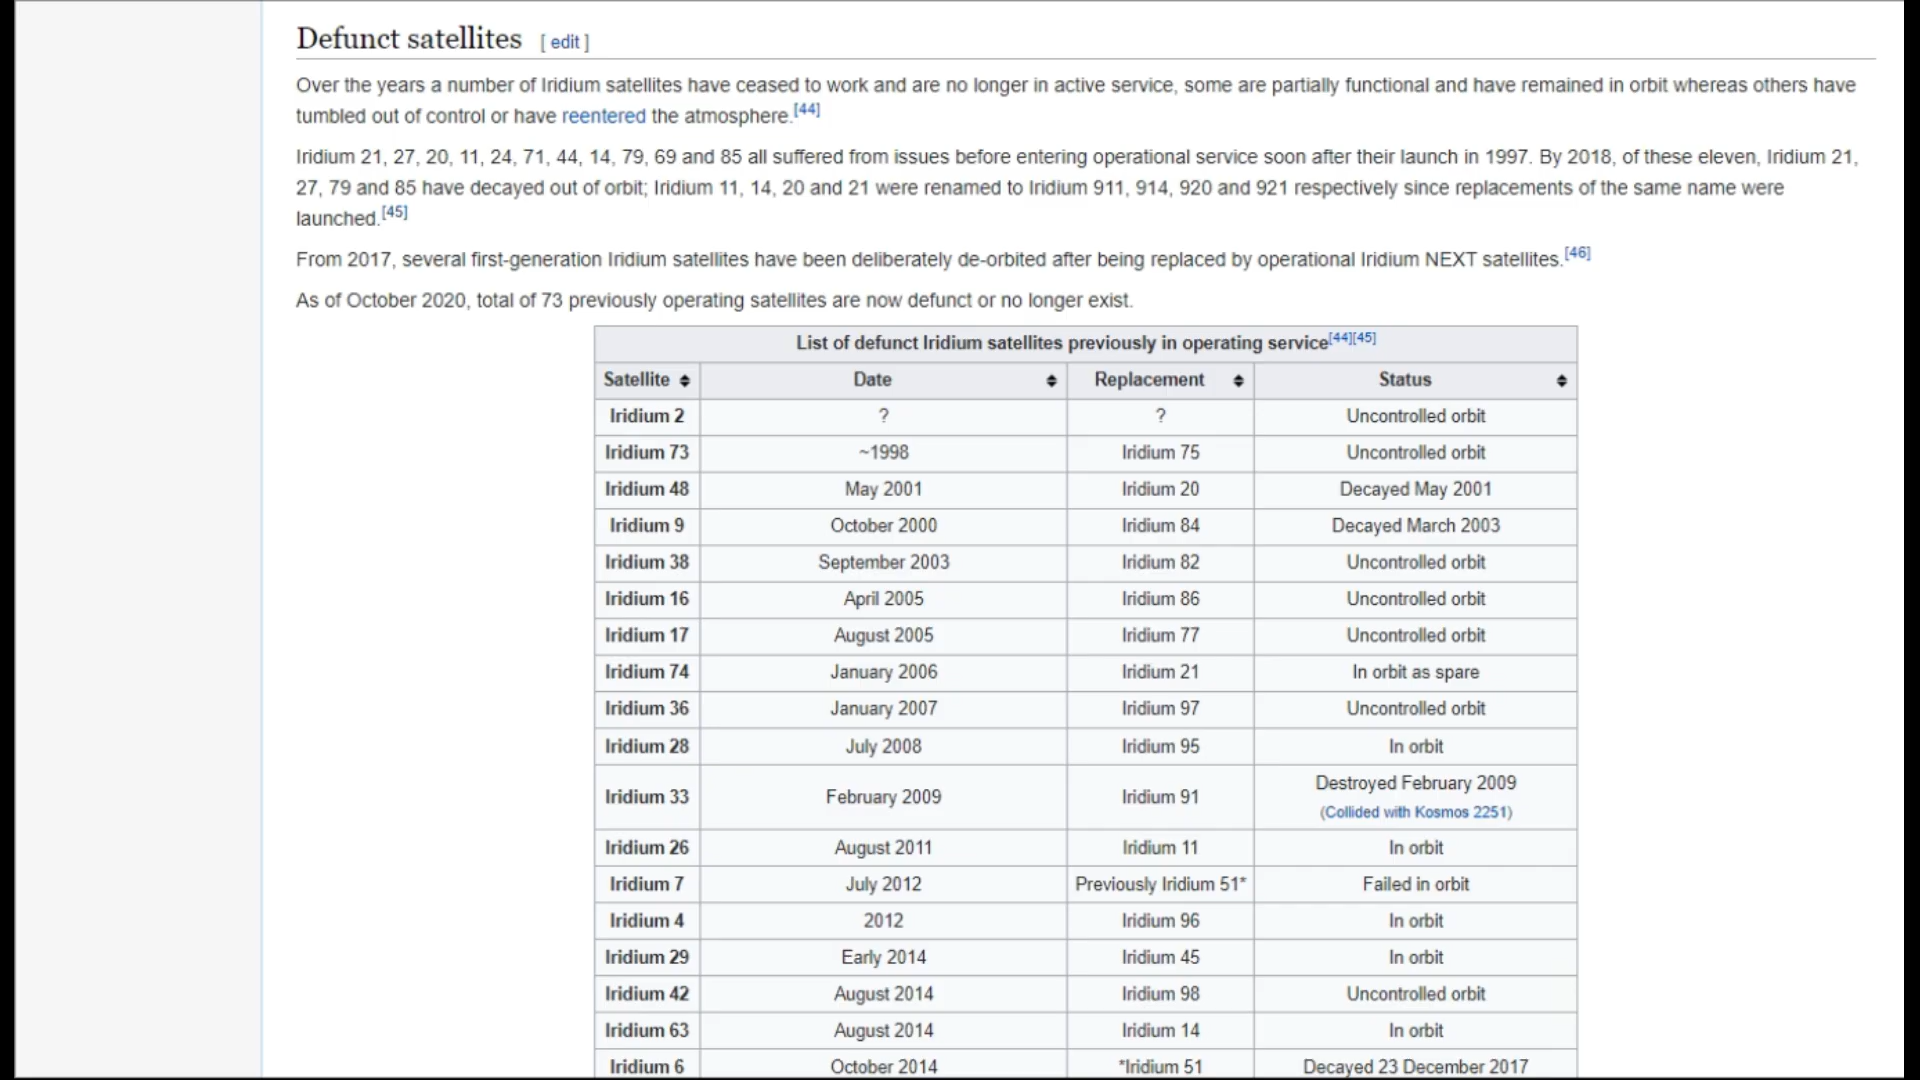 Defunct satellites [ edit ]
Over the years a number of Iridium satellites have ceased to work and are no longer in active service, some are partially functional and have remained in orbit whereas others have
tumbled out of control or have reentered the atmosphere.[44]
Iridium 21, 27, 20, 11, 24, 71, 44, 14, 79, 69 and 85 all suffered from issues before entering operational service soon after their launch in 1997. By 2018, of these eleven, Iridium 21,
27, 79 and 85 have decayed out of orbit; Iridium 11, 14, 20 and 21 were renamed to Iridium 911, 914, 920 and 921 respectively since replacements of the same name were
launched.[45]
From 2017, several first-generation Iridium satellites have been deliberately de-orbited after being replaced by operational Iridium NEXT satellites.[46]
As of October 2020, total of 73 previously operating satellites are now defunct or no longer exist.
List of defunct Iridium satellites previously in operating service[44][45]
Satellite Date Replacement Status
Iridium 2 ? ? Uncontrolled orbit
Iridium 73 ~1998 Iridium 75 Uncontrolled orbit
Iridium 48 May 2001 Iridium 20 Decayed May 2001
Iridium 9 October 2000 Iridium 84 Decayed March 2003
Iridium 38 September 2003 Iridium 82 Uncontrolled orbit
Iridium 16 April 2005 Iridium 86 Uncontrolled orbit
Iridium 17 August 2005 Iridium 77 Uncontrolled orbit
Iridium 74 January 2006 Iridium 21 In orbit as spare
Iridium 36 January 2007 Iridium 97 Uncontrolled orbit
Iridium 28 July 2008 Iridium 95 In orbit
Iridium 33 February 2009 Iridium 91 Destroyed February 2009
(Collided with Kosmos 2251)
Iridium 26 August 2011 Iridium 11 In orbit
Iridium 7 July 2012 Previously Iridium 51* Failed in orbit
Iridium 4 2012 Iridium 96 In orbit
Iridium 29 Early 2014 Iridium 45 In orbit
Iridium 42 August 2014 Iridium 98 Uncontrolled orbit
Iridium 63 August 2014 Iridium 14 In orbit
Iridium 6 October 2014 *Iridium 51 Decayed 23 December 2017